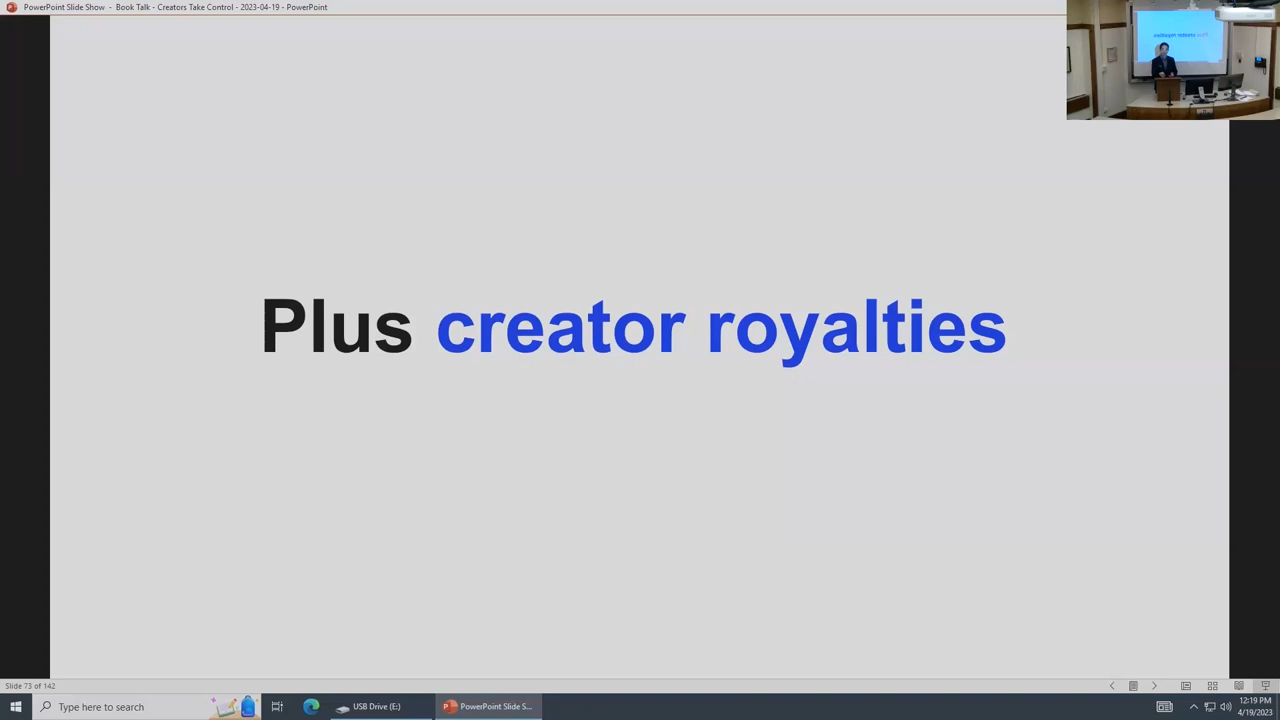 PowerPoint Slide Show - Book Talk - Creators Take Control - 2023-04-19 - PowerPoint
Plus creator royalties
Slide 73 of 142
Type here to search
USB Drive (E:)
PowerPoint Slide S...
12:19 PM
4/19/2023